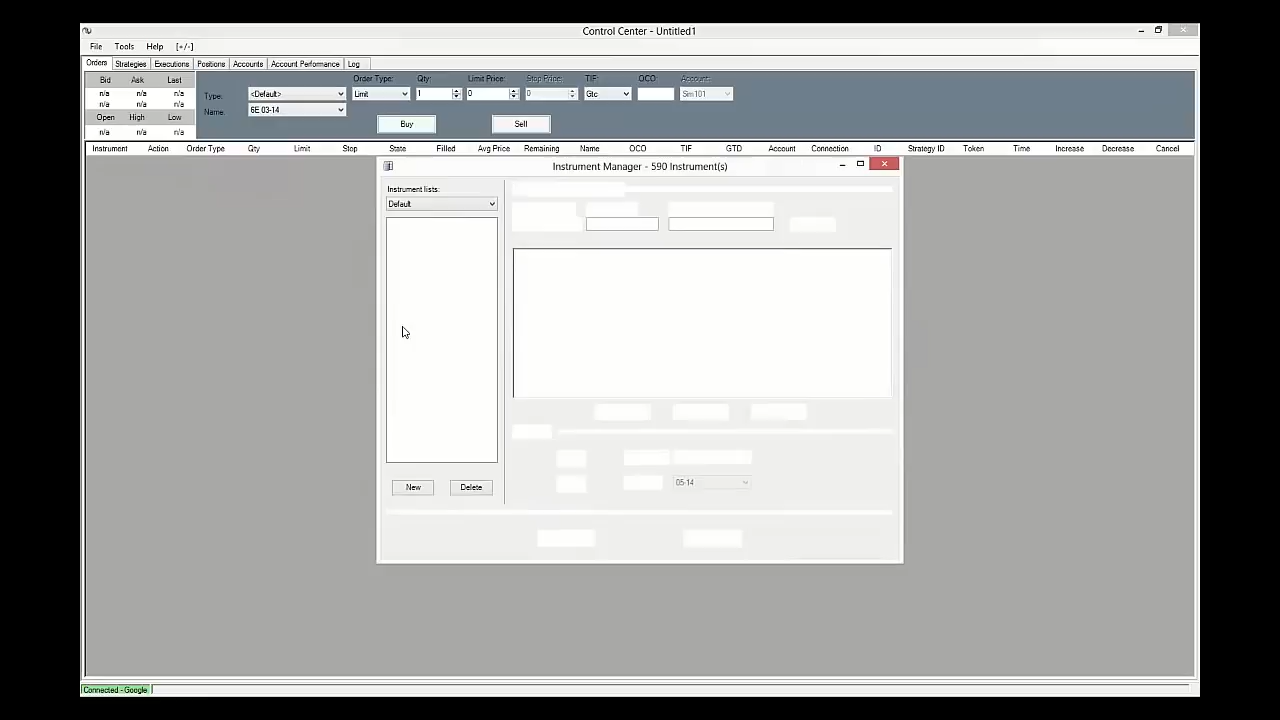 Control Center - Untitled1
File Tools Help [+/-]
Orders Strategies Executions Positions Accounts Account Performance Log
Bid Ask Last
n/a n/a n/a
n/a n/a n/a
Open High Low
n/a n/a n/a
Type: <Default>
Name: 6E 03-14
Order Type: Qty: Limit Price: Stop Price: TIF: OCO: Account:
Limit 1 0 0 Gtc Sim101
Buy Sell
Instrument Action Order Type Qty Limit Stop State Filled Avg Price Remaining Name OCO TIF GTD Account Connection ID Strategy ID Token Time Increase Decrease Cancel
Instrument Manager - 590 Instrument(s)
Instrument lists:
Default
05-14
New Delete
Connected - Google